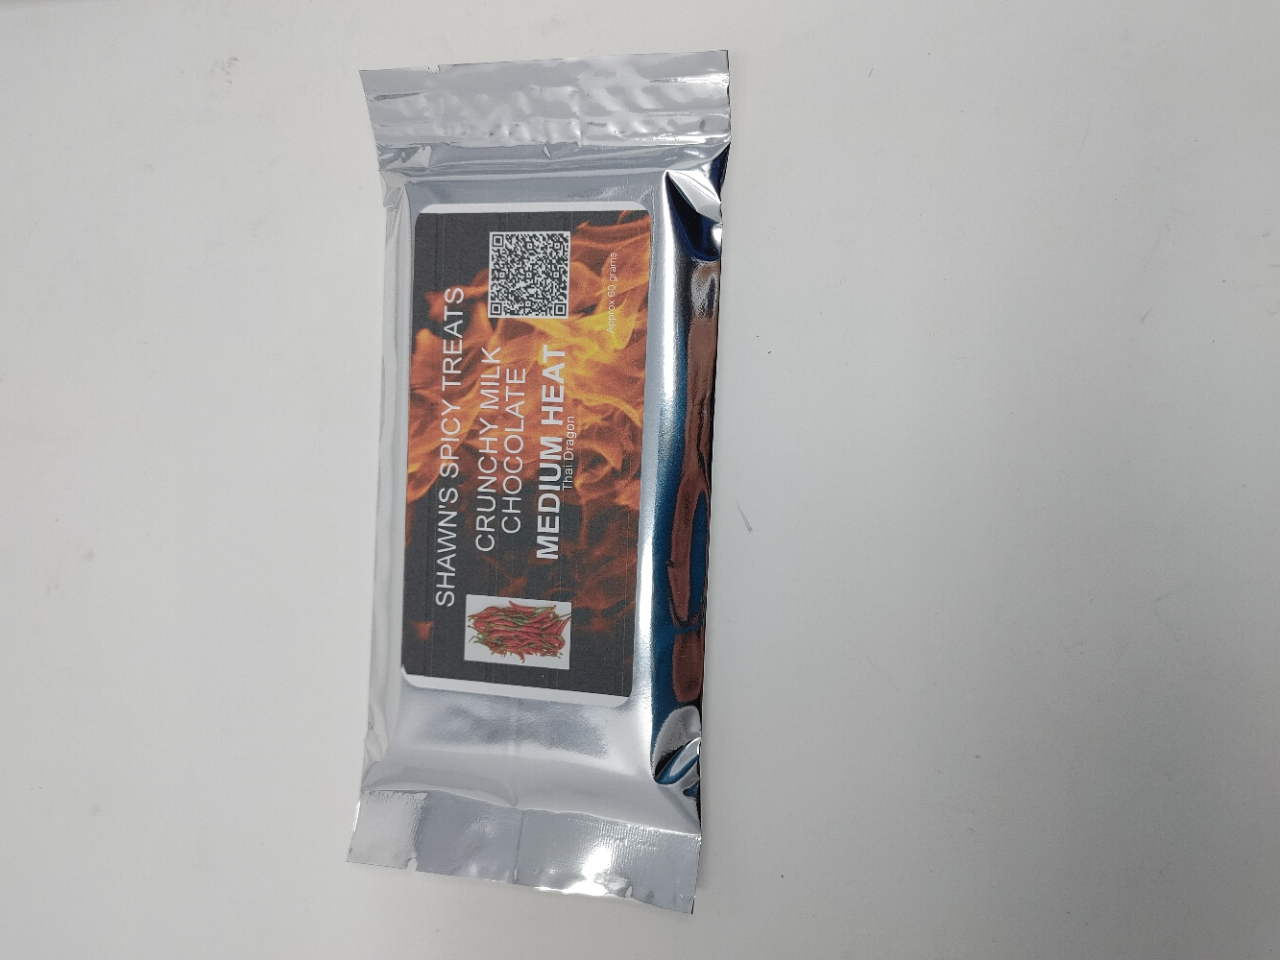 SHAWN'S SPICY TREATS
CRUNCHY MILK
CHOCOLATE
MEDIUM HEAT
Thai Dragon
Approx 60 grams